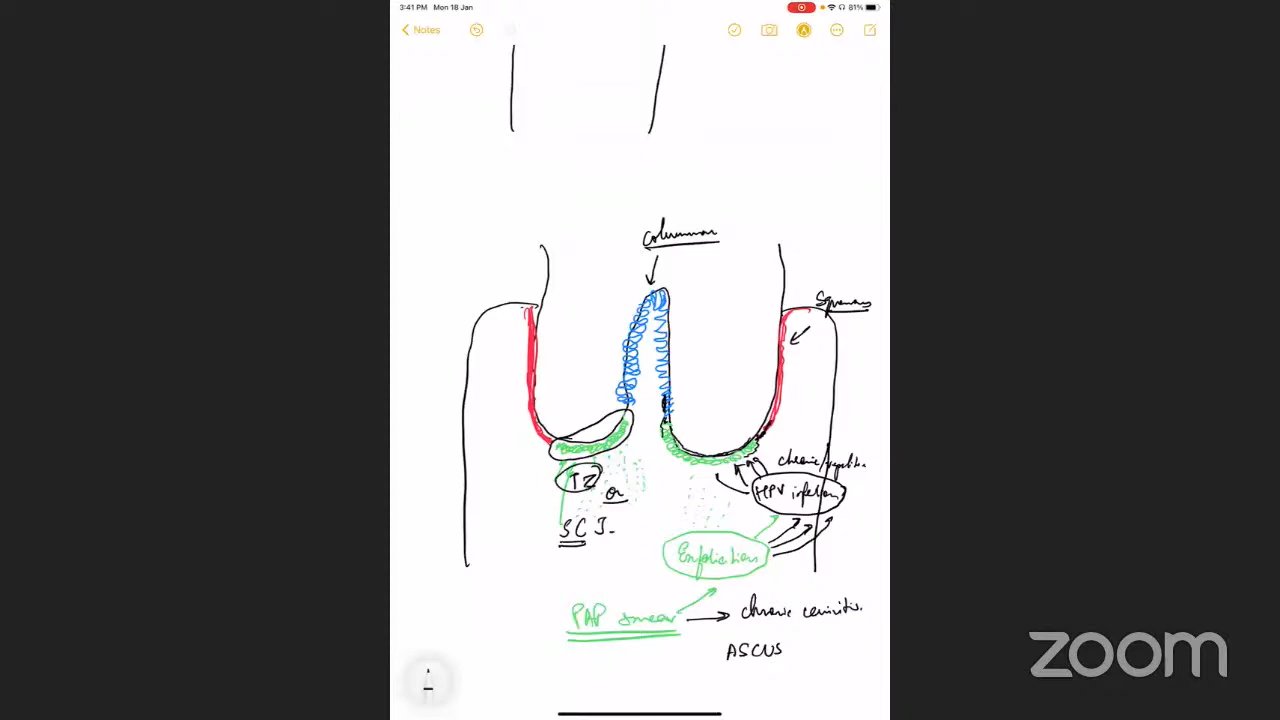 3:41 PM Mon 18 Jan 81%
Notes
Columnar
Squamous
TZ
or
SCJ.
chronic/
HPV infection
Exfoliation
PAP smear
chronic cervicitis.
ASCUS
zoom